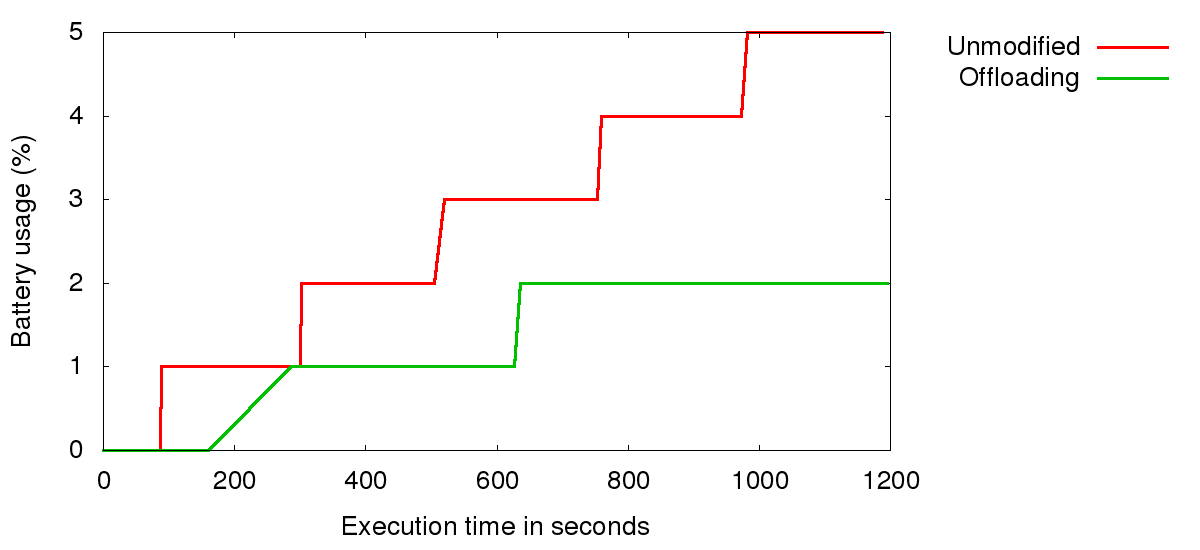 5
4
3
2
1
0
Battery usage (%)
0 200 400 600 800 1000 1200
Execution time in seconds
Unmodified
Offloading